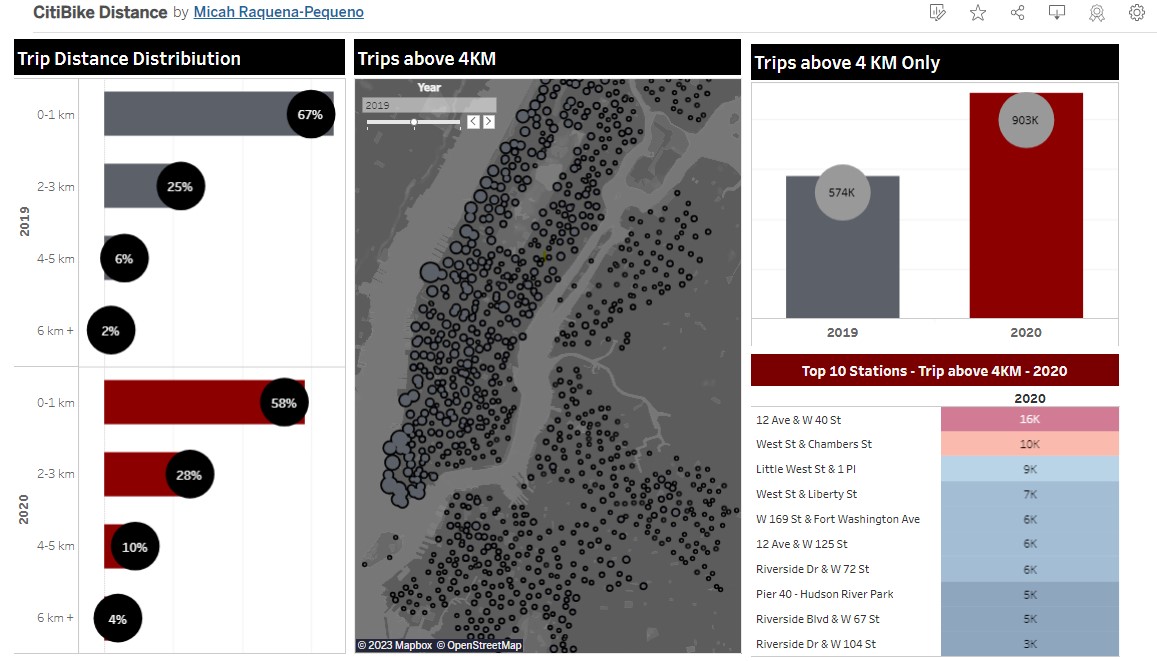 CitiBike Distance by Micah Raquena-Pequeno
Trip Distance Distribiution
2019
0-1 km
67%
2-3 km
25%
4-5 km
6%
6 km +
2%
2020
0-1 km
58%
2-3 km
28%
4-5 km
10%
6 km +
4%
Trips above 4KM
Year
2019
© 2023 Mapbox © OpenStreetMap
Trips above 4 KM Only
574K
903K
2019
2020
Top 10 Stations - Trip above 4KM - 2020
2020
12 Ave & W 40 St 16K
West St & Chambers St 10K
Little West St & 1 Pl 9K
West St & Liberty St 7K
W 169 St & Fort Washington Ave 6K
12 Ave & W 125 St 6K
Riverside Dr & W 72 St 6K
Pier 40 - Hudson River Park 5K
Riverside Blvd & W 67 St 5K
Riverside Dr & W 104 St 3K